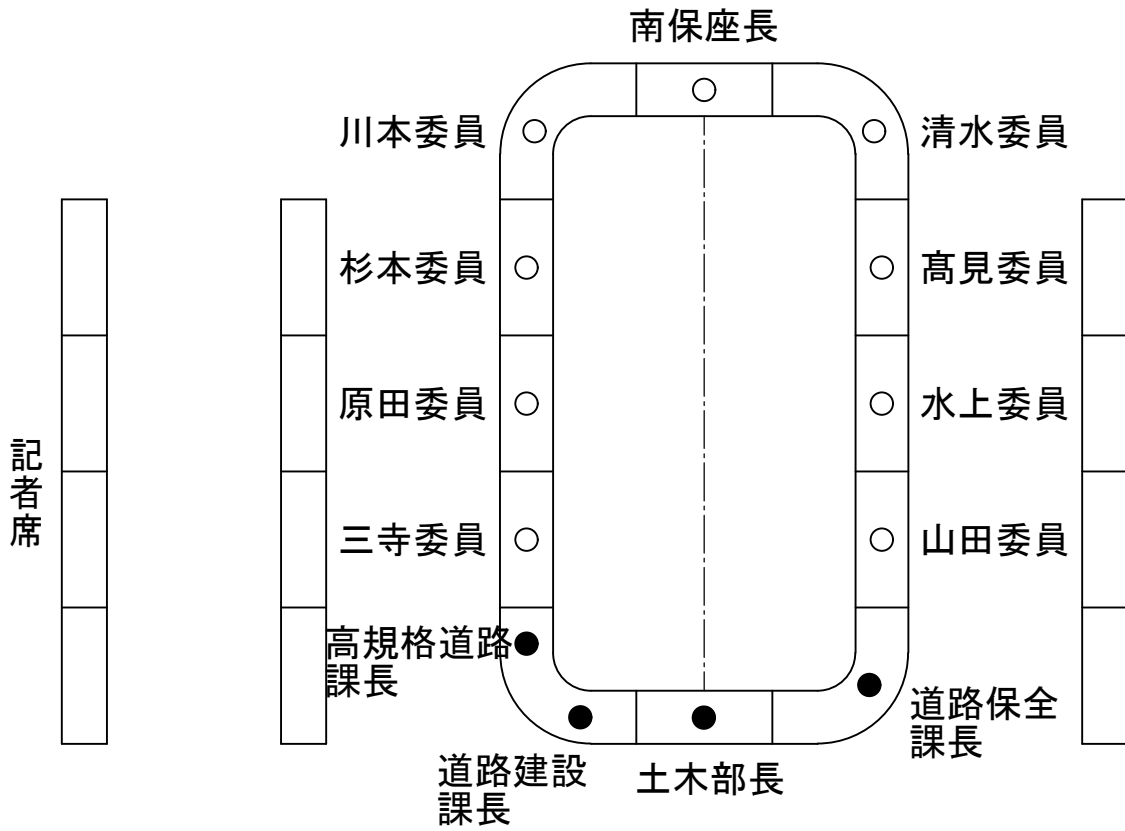 南保座長
川本委員
清水委員
杉本委員
髙見委員
原田委員
水上委員
記者席
三寺委員
山田委員
高規格道路
課長
道路保全
課長
道路建設
課長
土木部長